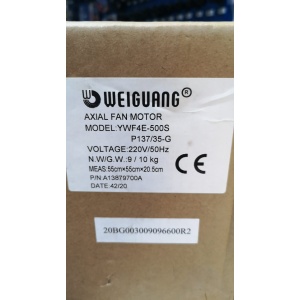 WEIGUANG®
AXIAL FAN MOTOR
MODEL:YWF4E-500S
P137/35-G
VOLTAGE:220V/50Hz
N.W/G.W:9 / 10 kg
MEAS:55cm×55cm×20.5cm
P/N A13879700A
DATE:42/20
20BG003009096600R2